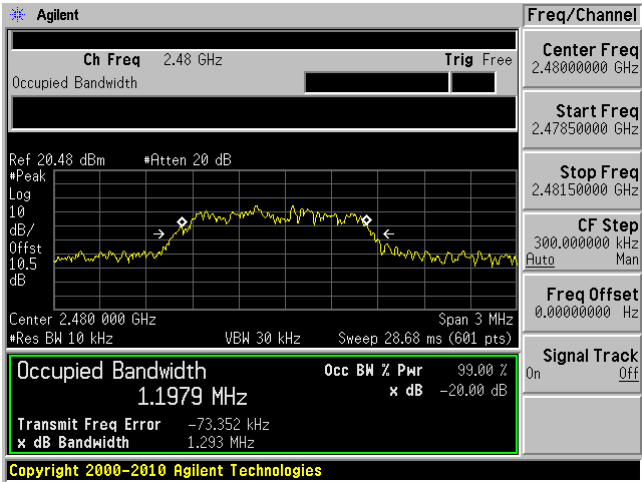 Agilent
Freq/Channel
Ch Freq 2.48 GHz Trig Free
Occupied Bandwidth
Center Freq
2.48000000 GHz
Start Freq
2.47850000 GHz
Stop Freq
2.48150000 GHz
CF Step
300.000000 kHz
Auto Man
Freq Offset
0.00000000 Hz
Signal Track
On Off
Ref 20.48 dBm #Atten 20 dB
#Peak
Log
10
dB/
Offst
10.5
dB
Center 2.480 000 GHz Span 3 MHz
#Res BW 10 kHz VBW 30 kHz Sweep 28.68 ms (601 pts)
Occupied Bandwidth Occ BW % Pwr 99.00 %
1.1979 MHz x dB -20.00 dB
Transmit Freq Error -73.352 kHz
x dB Bandwidth 1.293 MHz
Copyright 2000-2010 Agilent Technologies